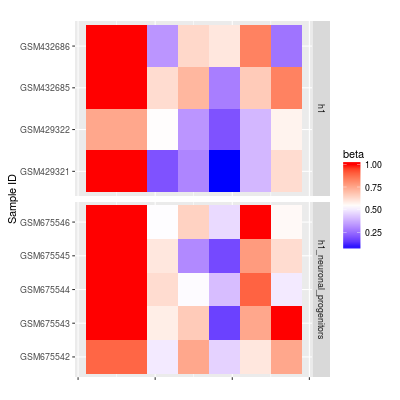 GSM432686
GSM432685
GSM429322
GSM429321
h1
GSM675546
GSM675545
GSM675544
GSM675543
GSM675542
h1_neuronal_progenitors
Sample ID
beta
1.00
0.75
0.50
0.25